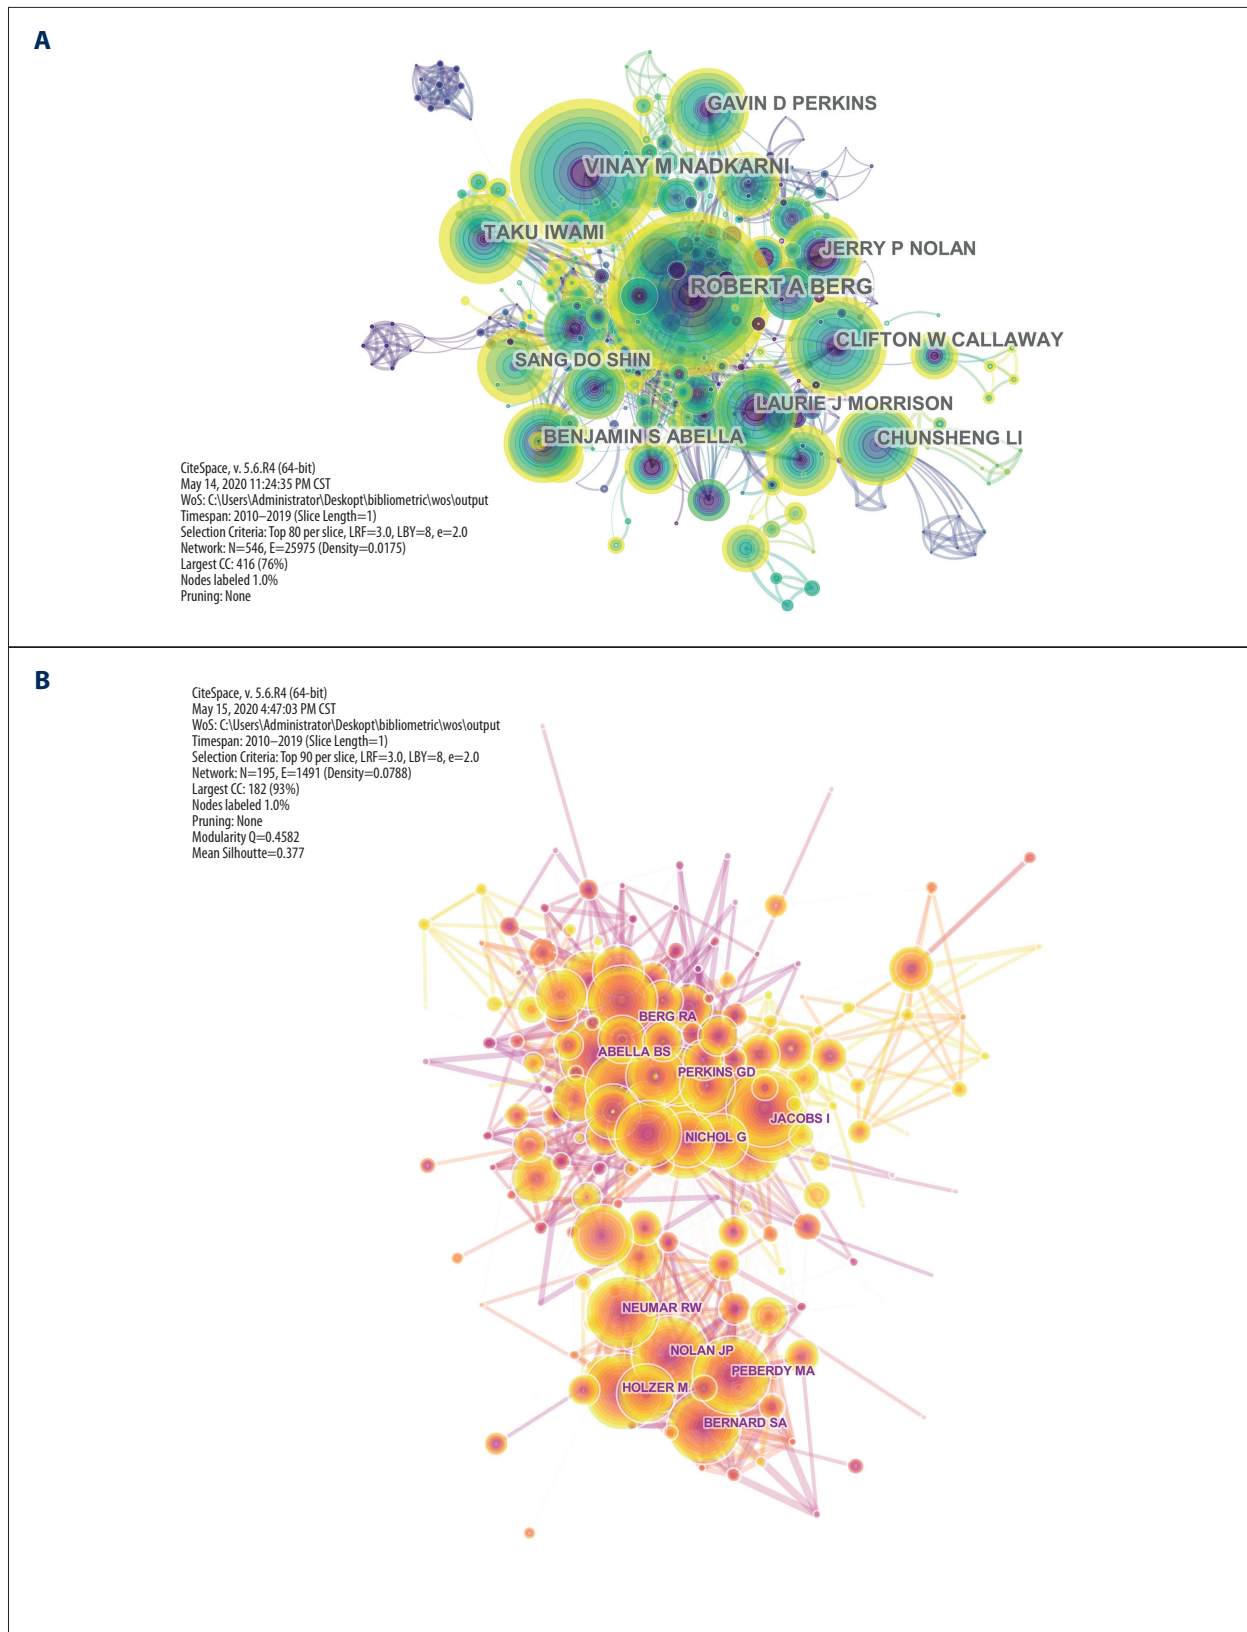 A
GAVIN D PERKINS
VINAY M NADKARNI
TAKU IWAMI
JERRY P NOLAN
ROBERT A BERG
CLIFTON W CALLAWAY
SANG DO SHIN
LAURIE J MORRISON
BENJAMIN S ABELLA
CHUNSHENG LI
CiteSpace, v. 5.6.R4 (64-bit)
May 14, 2020 11:24:35 PM CST
WoS: C:\Users\Administrator\Deskopt\bibliometric\wos\output
Timespan: 2010–2019 (Slice Length=1)
Selection Criteria: Top 80 per slice, LRF=3.0, LBY=8, e=2.0
Network: N=546, E=25975 (Density=0.0175)
Largest CC: 416 (76%)
Nodes labeled 1.0%
Pruning: None
B
CiteSpace, v. 5.6.R4 (64-bit)
May 15, 2020 4:47:03 PM CST
WoS: C:\Users\Administrator\Deskopt\bibliometric\wos\output
Timespan: 2010–2019 (Slice Length=1)
Selection Criteria: Top 90 per slice, LRF=3.0, LBY=8, e=2.0
Network: N=195, E=1491 (Density=0.0788)
Largest CC: 182 (93%)
Nodes labeled 1.0%
Pruning: None
Modularity Q=0.4582
Mean Silhoutte=0.377
BERG RA
ABELLA BS
PERKINS GD
JACOBS I
NICHOL G
NEUMAR RW
NOLAN JP
PEBERDY MA
HOLZER M
BERNARD SA